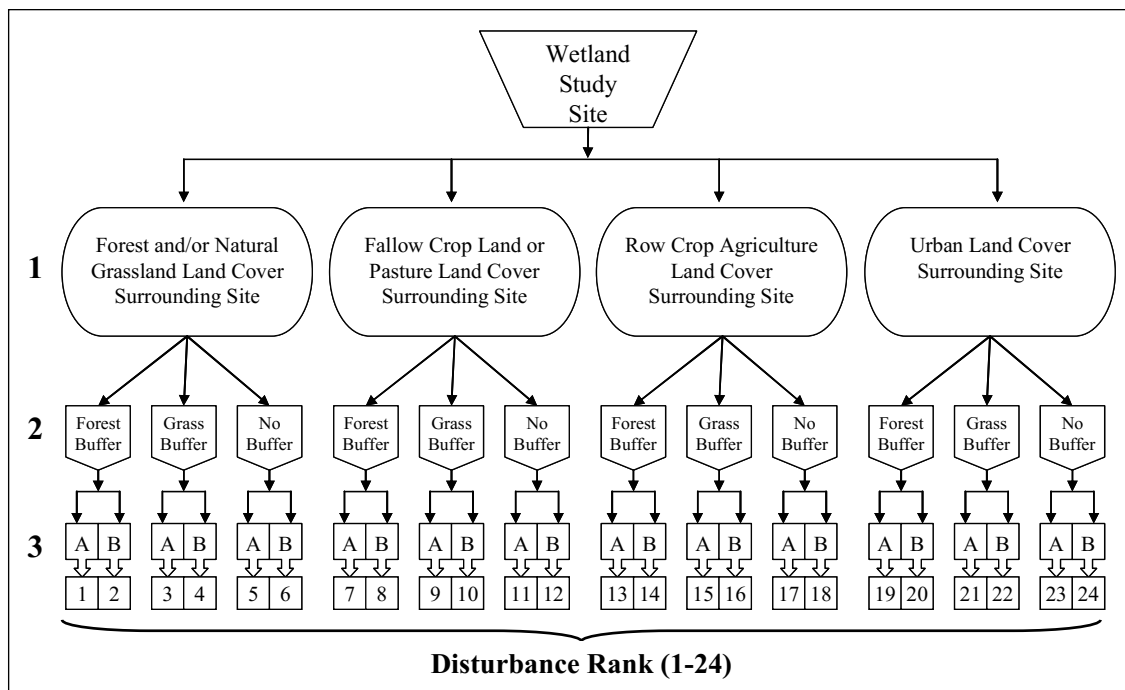 Wetland
Study
Site
1
Forest and/or Natural
Grassland Land Cover
Surrounding Site
Fallow Crop Land or
Pasture Land Cover
Surrounding Site
Row Crop Agriculture
Land Cover
Surrounding Site
Urban Land Cover
Surrounding Site
2
Forest
Buffer
Grass
Buffer
No
Buffer
Forest
Buffer
Grass
Buffer
No
Buffer
Forest
Buffer
Grass
Buffer
No
Buffer
Forest
Buffer
Grass
Buffer
No
Buffer
3
A B A B A B A B A B A B A B A B A B A B A B A B
1 2 3 4 5 6 7 8 9 10 11 12 13 14 15 16 17 18 19 20 21 22 23 24
Disturbance Rank (1-24)